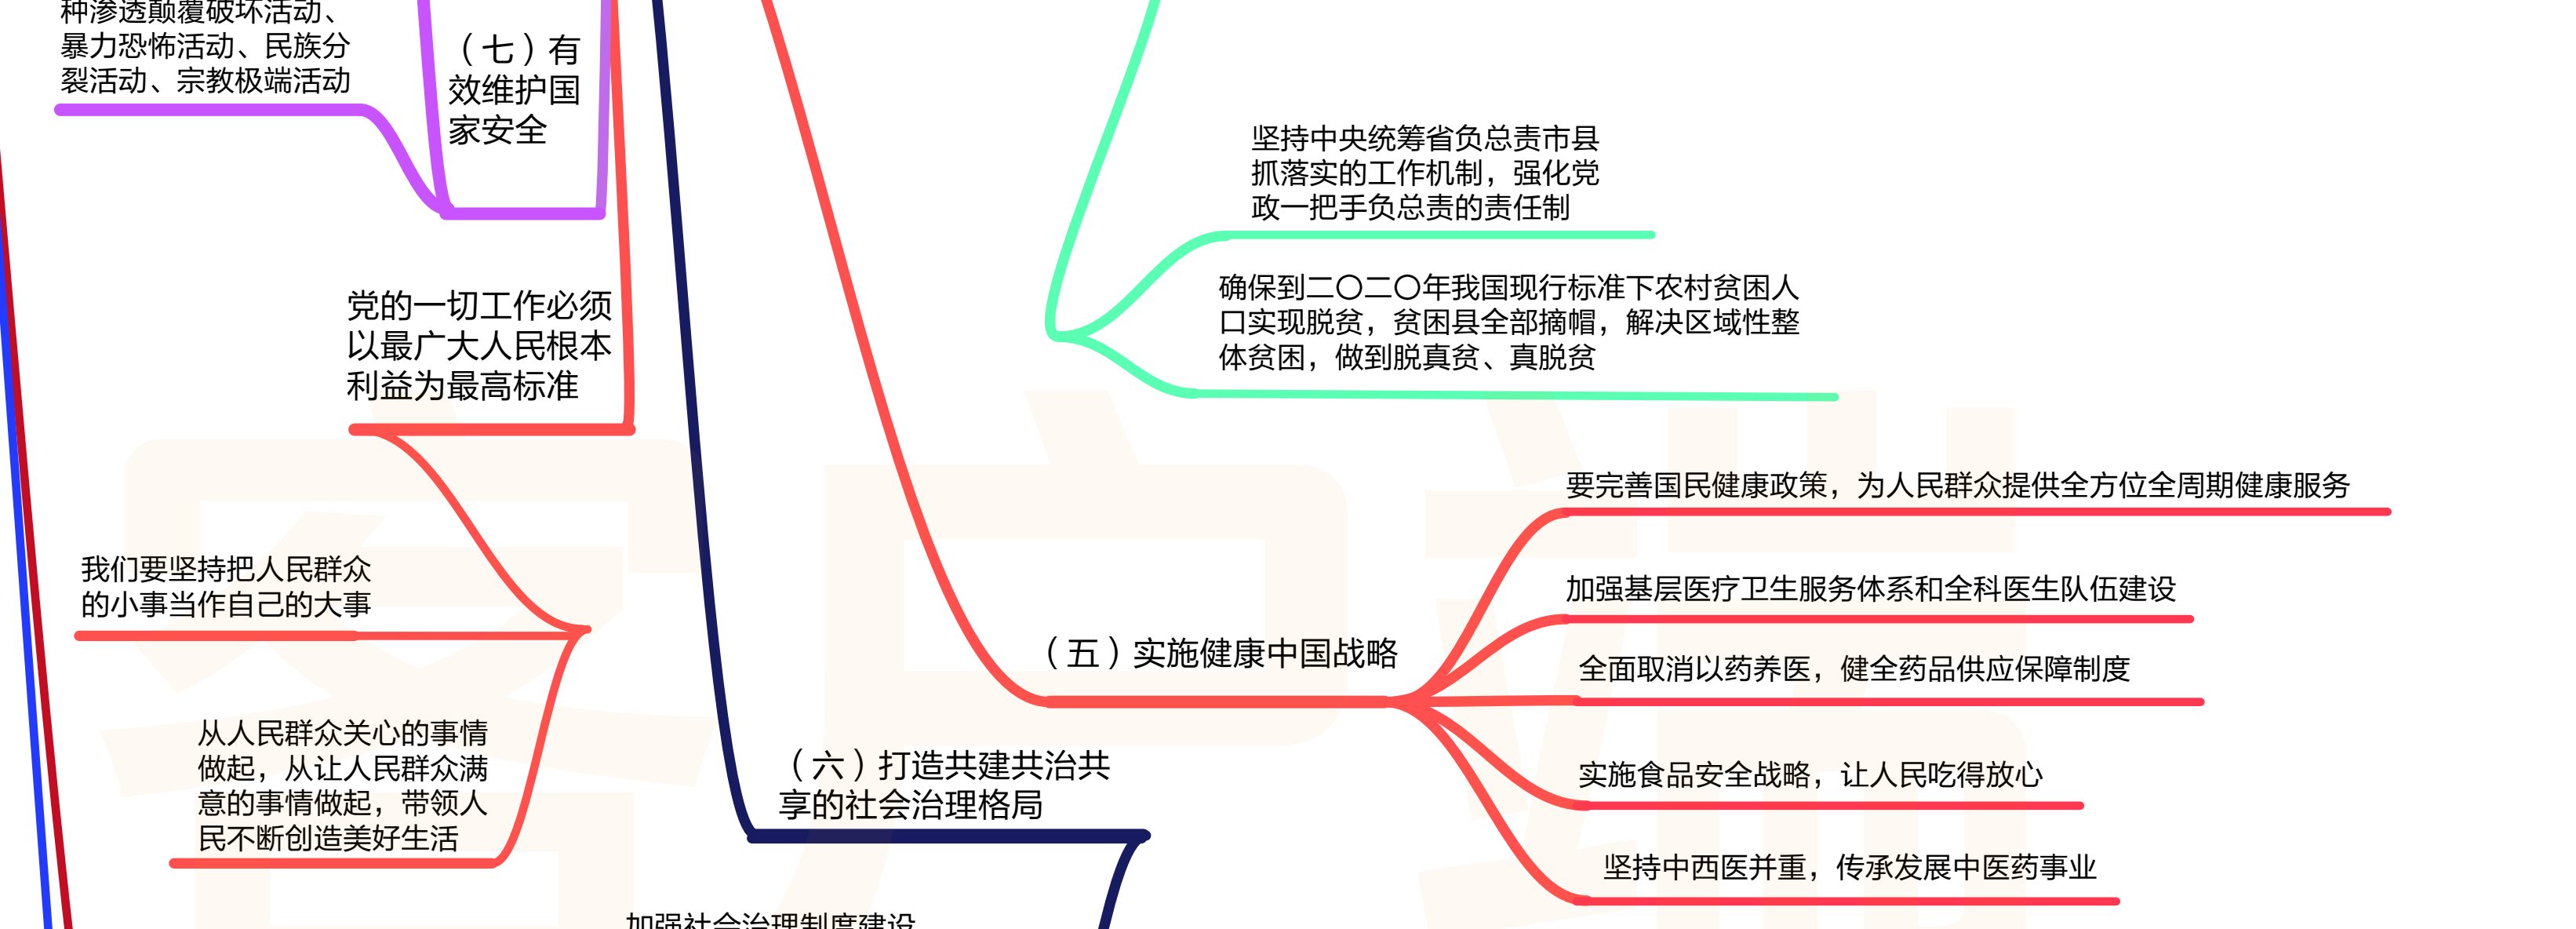 种渗透颠覆破坏活动、
暴力恐怖活动、民族分
裂活动、宗教极端活动
（七）有
效维护国
家安全
党的一切工作必须
以最广大人民根本
利益为最高标准
我们要坚持把人民群众
的小事当作自己的大事
从人民群众关心的事情
做起，从让人民群众满
意的事情做起，带领人
民不断创造美好生活
坚持中央统筹省负总责市县
抓落实的工作机制，强化党
政一把手负总责的责任制
确保到二〇二〇年我国现行标准下农村贫困人
口实现脱贫，贫困县全部摘帽，解决区域性整
体贫困，做到脱真贫、真脱贫
（五）实施健康中国战略
要完善国民健康政策，为人民群众提供全方位全周期健康服务
加强基层医疗卫生服务体系和全科医生队伍建设
全面取消以药养医，健全药品供应保障制度
实施食品安全战略，让人民吃得放心
坚持中西医并重，传承发展中医药事业
（六）打造共建共治共
享的社会治理格局
加强社会治理制度建设
客户端